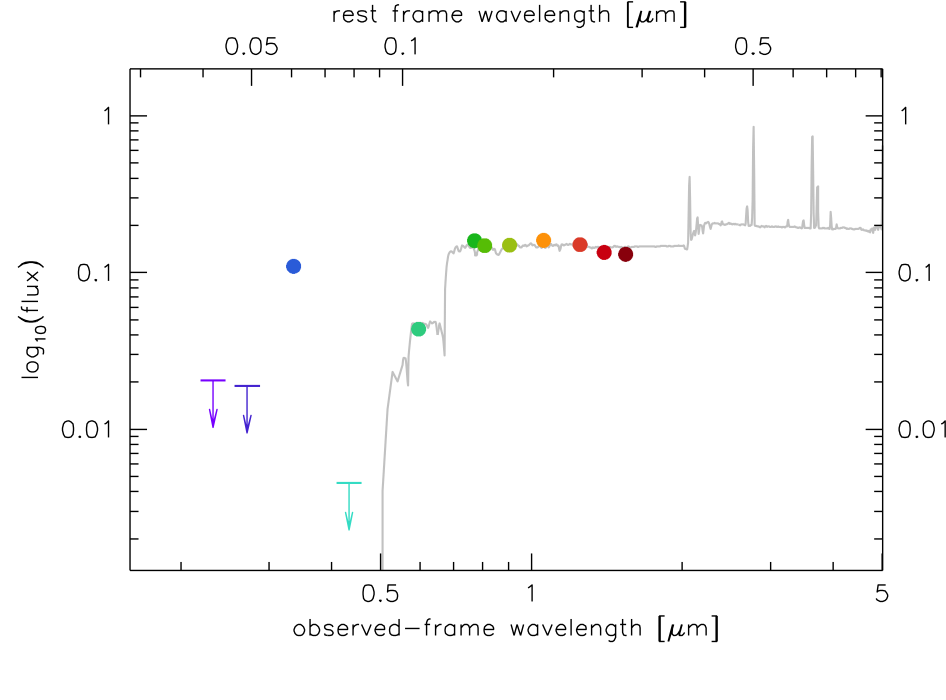 rest frame wavelength [μm]
0.05 0.1 0.5
1 1
0.1 0.1
0.01 0.01
log10(flux)
0.5 1 5
observed-frame wavelength [μm]